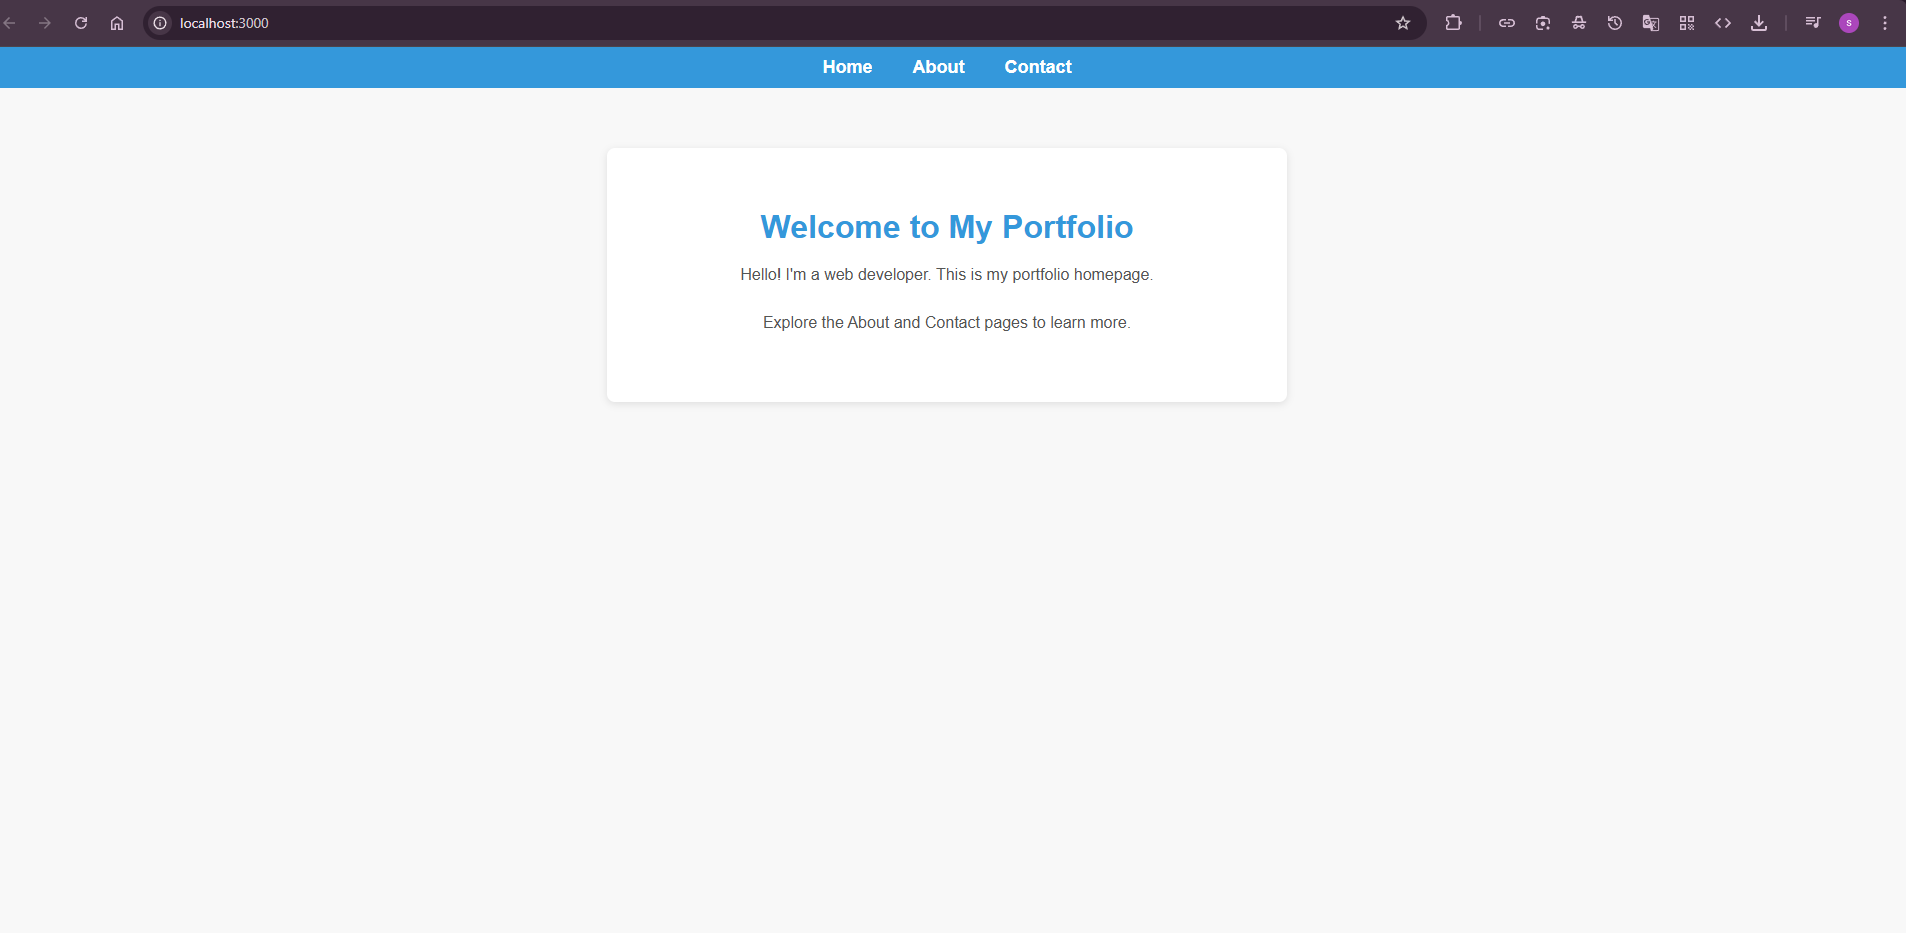 localhost:3000
S
Home About Contact
Welcome to My Portfolio
Hello! I'm a web developer. This is my portfolio homepage.
Explore the About and Contact pages to learn more.